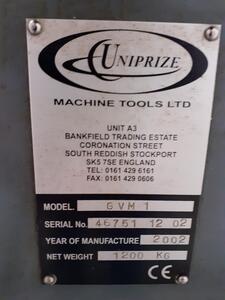 UNIPRIZE
MACHINE TOOLS LTD
UNIT A3
BANKFIELD TRADING ESTATE
CORONATION STREET
SOUTH REDDISH STOCKPORT
SK5 7SE ENGLAND
TEL: 0161 429 6161
FAX: 0161 429 0606
MODEL. GVM 1
SERIAL No. 46751 12 02
YEAR OF MANUFACTURE 2002
NET WEIGHT 1200 KG
CE